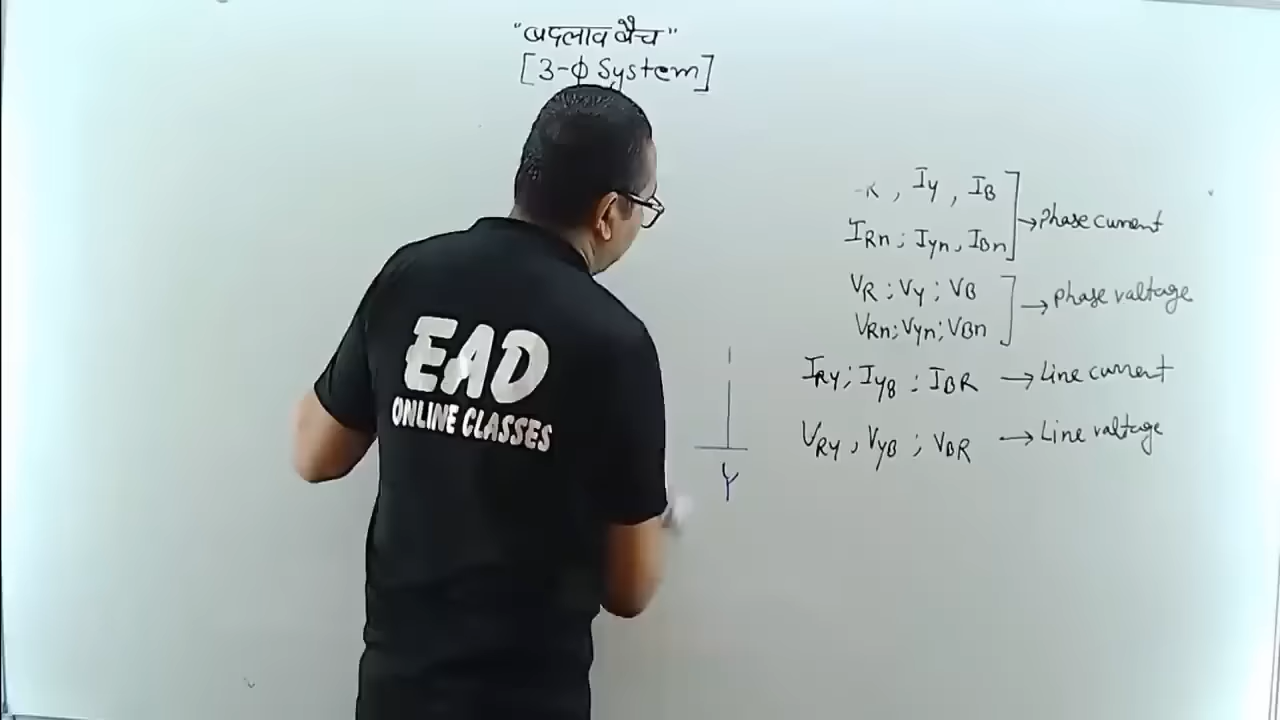 "बदलाव बैच"
[3-ф System]
, IY , IB
IRn ; Iyn , IBn
→ phase current
VR ; VY ; VB
VRn; Vyn; VBn
→ phase valtage
IRY ; IYB ; IBR → Line current
VRY , VYB ; VBR → Line valtage
Y
EAD
ONLINE CLASSES